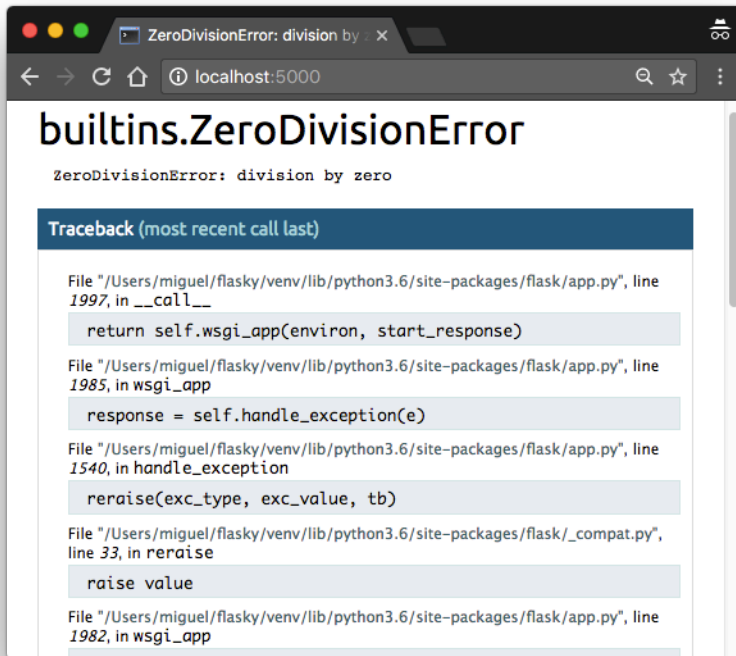 ZeroDivisionError: division by
localhost:5000
builtins.ZeroDivisionError
ZeroDivisionError: division by zero
Traceback (most recent call last)
File "/Users/miguel/flasky/venv/lib/python3.6/site-packages/flask/app.py", line
1997, in __call__
return self.wsgi_app(environ, start_response)
File "/Users/miguel/flasky/venv/lib/python3.6/site-packages/flask/app.py", line
1985, in wsgi_app
response = self.handle_exception(e)
File "/Users/miguel/flasky/venv/lib/python3.6/site-packages/flask/app.py", line
1540, in handle_exception
reraise(exc_type, exc_value, tb)
File "/Users/miguel/flasky/venv/lib/python3.6/site-packages/flask/_compat.py",
line 33, in reraise
raise value
File "/Users/miguel/flasky/venv/lib/python3.6/site-packages/flask/app.py", line
1982, in wsgi_app